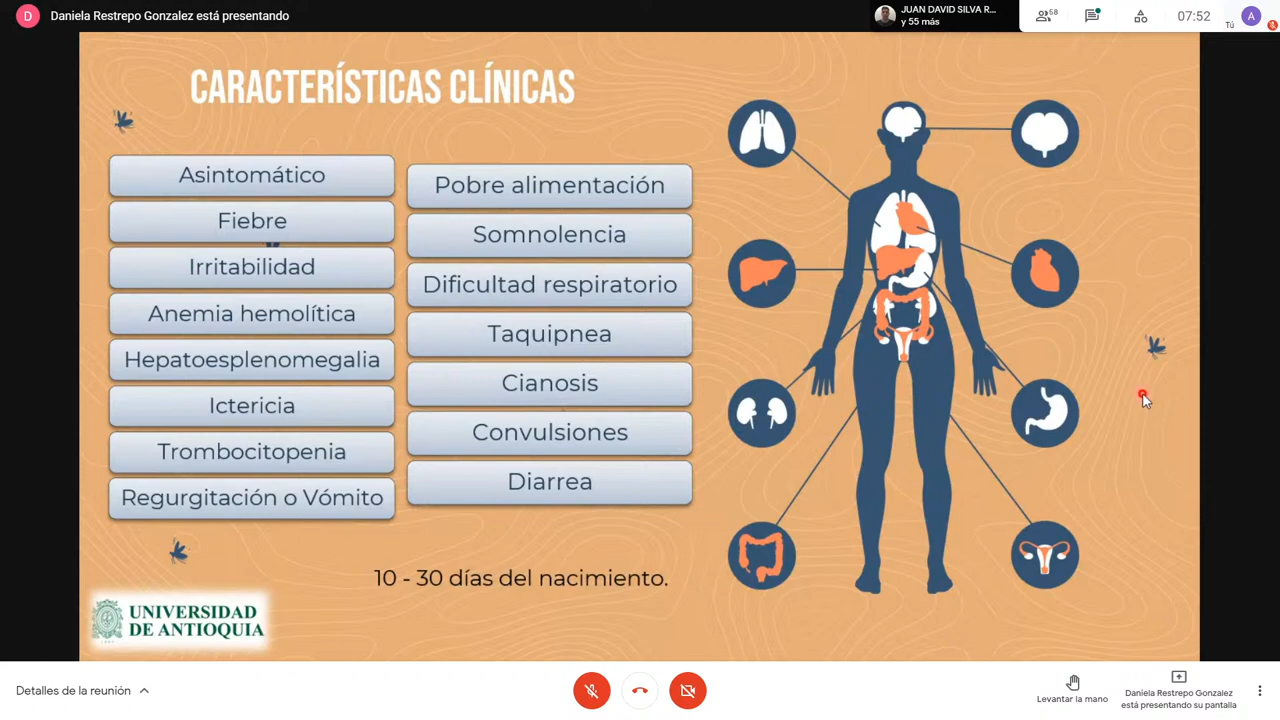 D
Daniela Restrepo Gonzalez está presentando
JUAN DAVID SILVA R...
y 55 más
58
07:52
A
Tú
CARACTERÍSTICAS CLÍNICAS
Asintomático
Fiebre
Irritabilidad
Anemia hemolítica
Hepatoesplenomegalia
Ictericia
Trombocitopenia
Regurgitación o Vómito
Pobre alimentación
Somnolencia
Dificultad respiratorio
Taquipnea
Cianosis
Convulsiones
Diarrea
10 - 30 días del nacimiento.
UNIVERSIDAD
DE ANTIOQUIA
Detalles de la reunión
Levantar la mano
Daniela Restrepo Gonzalez
está presentando su pantalla